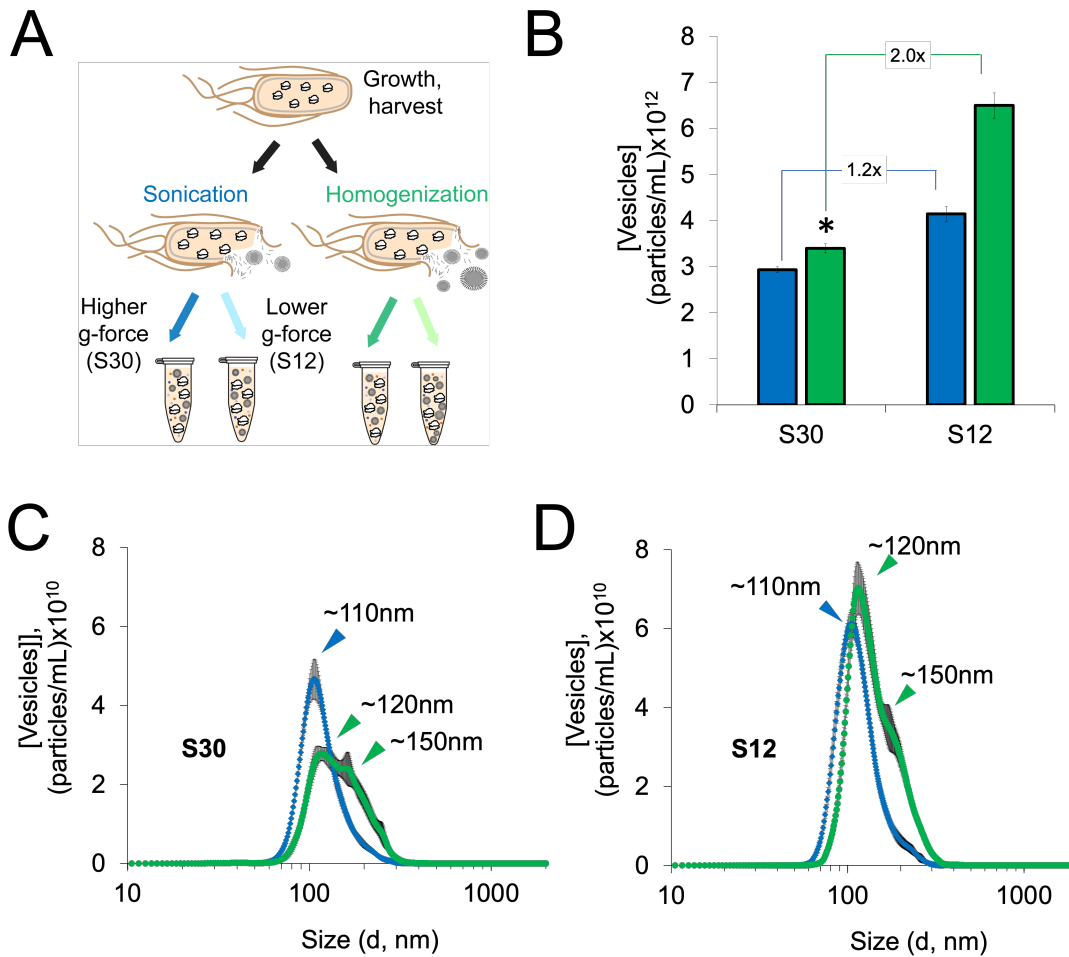 A
Growth,
harvest
Sonication
Homogenization
Higher
g-force
(S30)
Lower
g-force
(S12)
B
[Vesicles]
(particles/mL)x10¹²
8
7
6
5
4
3
2
1
0
2.0x
1.2x
*
S30
S12
C
[Vesicles]],
(particles/mL)x10¹⁰
8
6
4
2
0
~110nm
~120nm
~150nm
S30
10
100
1000
Size (d, nm)
D
[Vesicles],
(particles/mL)x10¹⁰
8
6
4
2
0
~120nm
~110nm
~150nm
S12
10
100
1000
Size (d, nm)